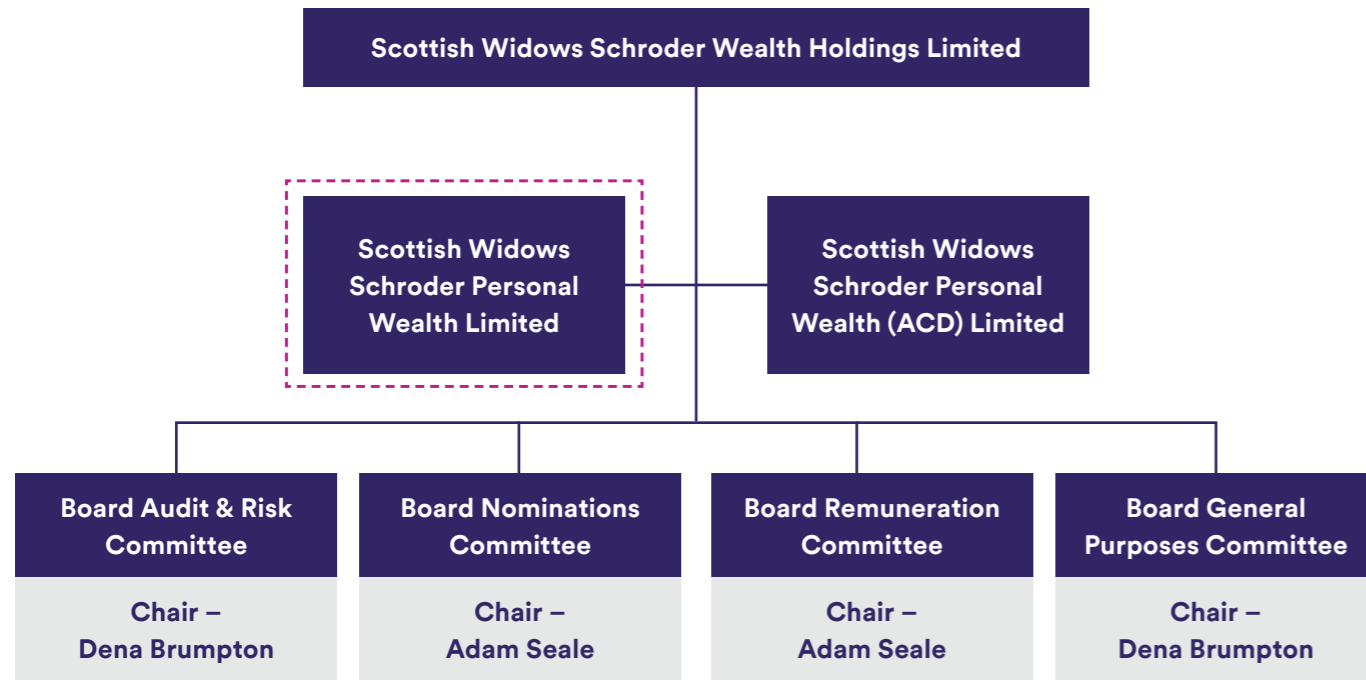 Scottish Widows Schroder Wealth Holdings Limited
Scottish Widows
Schroder Personal
Wealth Limited
Scottish Widows
Schroder Personal
Wealth (ACD) Limited
Board Audit & Risk
Committee
Chair –
Dena Brumpton
Board Nominations
Committee
Chair –
Adam Seale
Board Remuneration
Committee
Chair –
Adam Seale
Board General
Purposes Committee
Chair –
Dena Brumpton